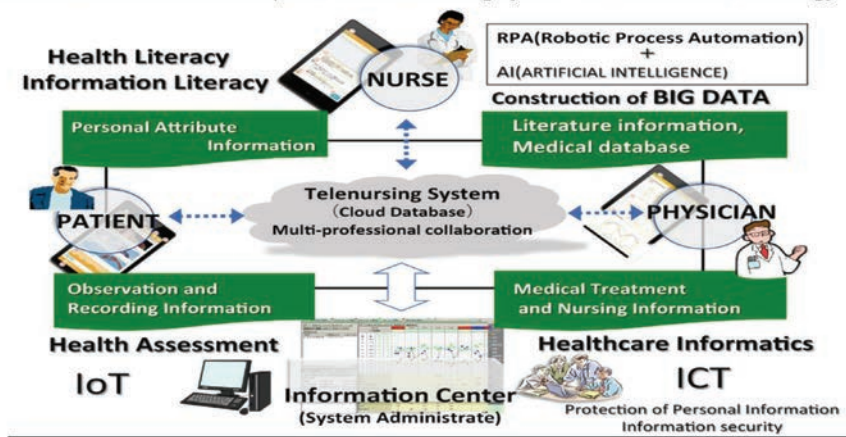 Health Literacy
Information Literacy
NURSE
RPA(Robotic Process Automation)
+
AI(ARTIFICIAL INTELLIGENCE)
Construction of BIG DATA
Personal Attribute
Information
Literature information,
Medical database
PATIENT
Telenursing System
(Cloud Database)
Multi-professional collaboration
PHYSICIAN
Observation and
Recording Information
Medical Treatment
and Nursing Information
Health Assessment
IoT
Information Center
(System Administrate)
Healthcare Informatics
ICT
Protection of Personal Information
Information security